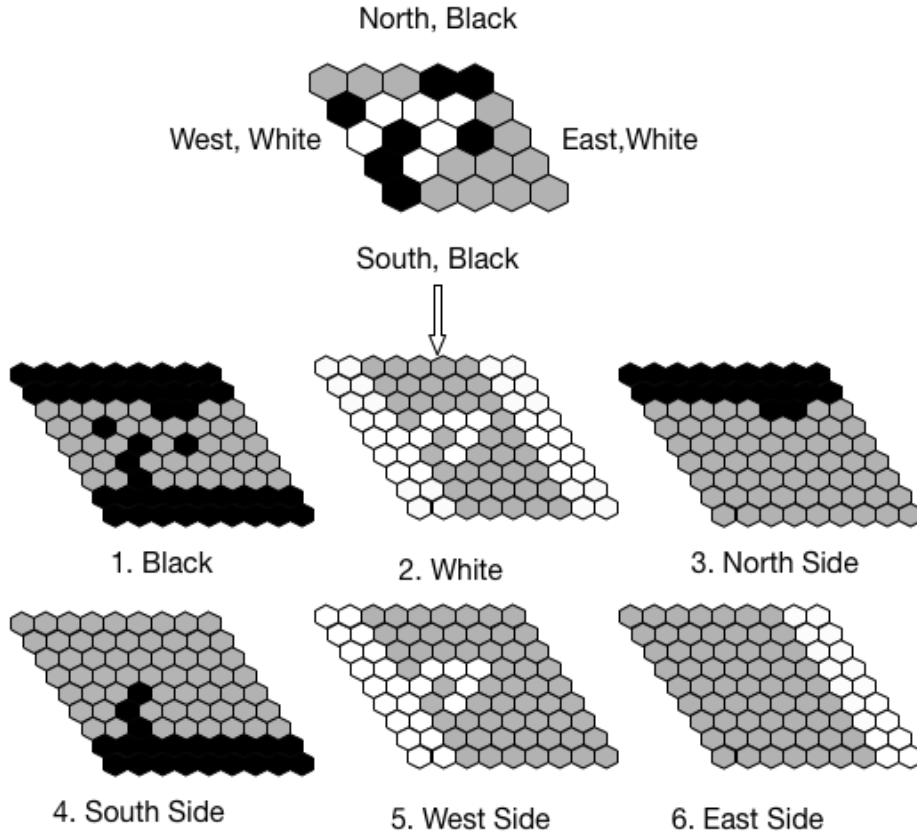 North, Black
West, White
East,White
South, Black
1. Black
2. White
3. North Side
4. South Side
5. West Side
6. East Side